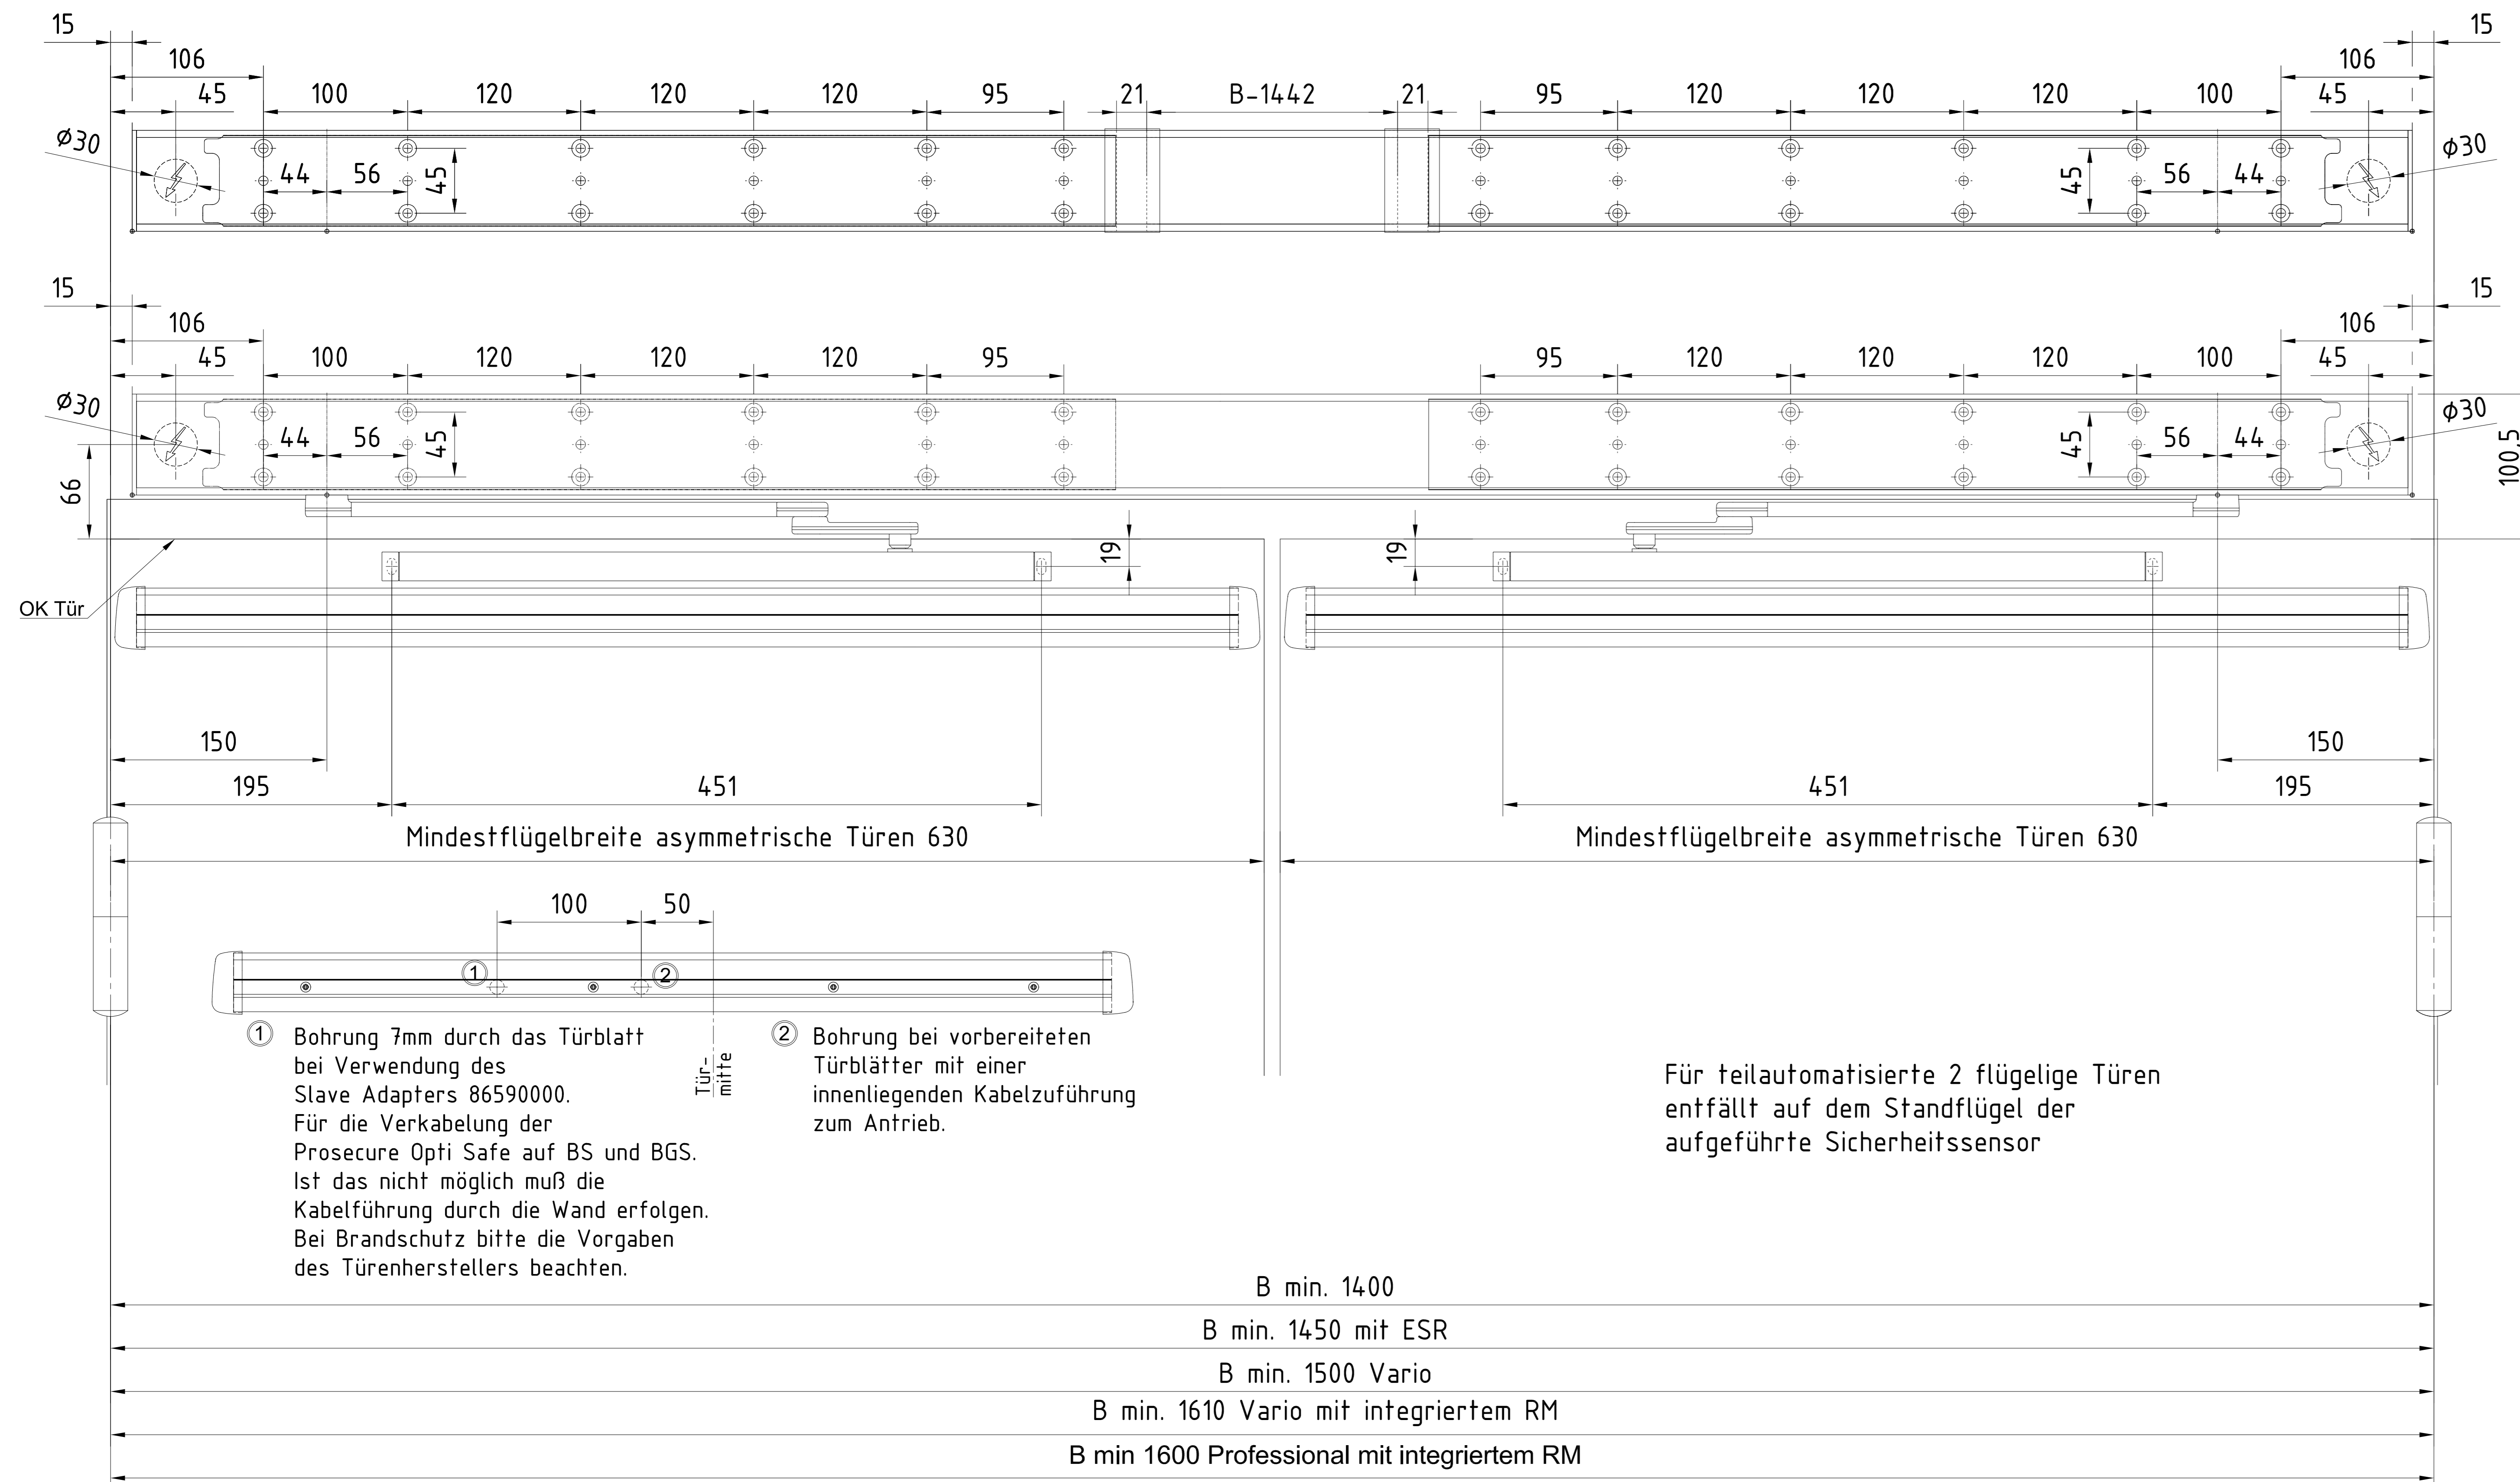 15 15
106 106
45 100 120 120 120 95 21 B-1442 21 95 120 120 120 100 45
ϕ30 44 56 45 45 56 44 ϕ30
15 15
106 106
45 100 120 120 120 95 95 120 120 120 100 45
ϕ30 44 56 45 45 56 44 ϕ30
66 100,5
19 19
OK Tür
150 150
195 451 451 195
Mindestflügelbreite asymmetrische Türen 630 Mindestflügelbreite asymmetrische Türen 630
100 50
1 2
Tür-
mitte
1 Bohrung 7mm durch das Türblatt
bei Verwendung des
Slave Adapters 86590000.
Für die Verkabelung der
Prosecure Opti Safe auf BS und BGS.
Ist das nicht möglich muß die
Kabelführung durch die Wand erfolgen.
Bei Brandschutz bitte die Vorgaben
des Türenherstellers beachten.
2 Bohrung bei vorbereiteten
Türblätter mit einer
innenliegenden Kabelzuführung
zum Antrieb.
Für teilautomatisierte 2 flügelige Türen
entfällt auf dem Standflügel der
aufgeführte Sicherheitssensor
B min. 1400
B min. 1450 mit ESR
B min. 1500 Vario
B min. 1610 Vario mit integriertem RM
B min 1600 Professional mit integriertem RM